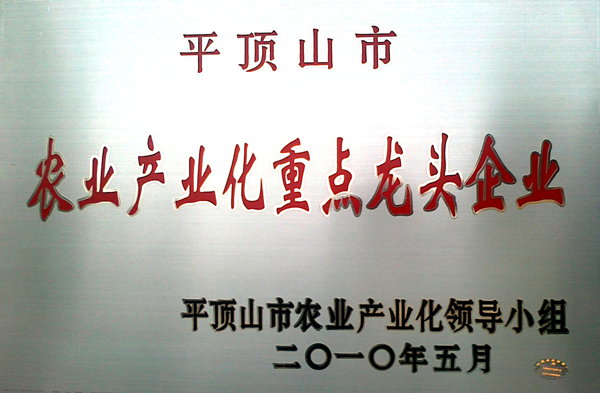 平顶山市
农业产业化重点龙头企业
平顶山市农业产业化领导小组
二〇一〇年五月